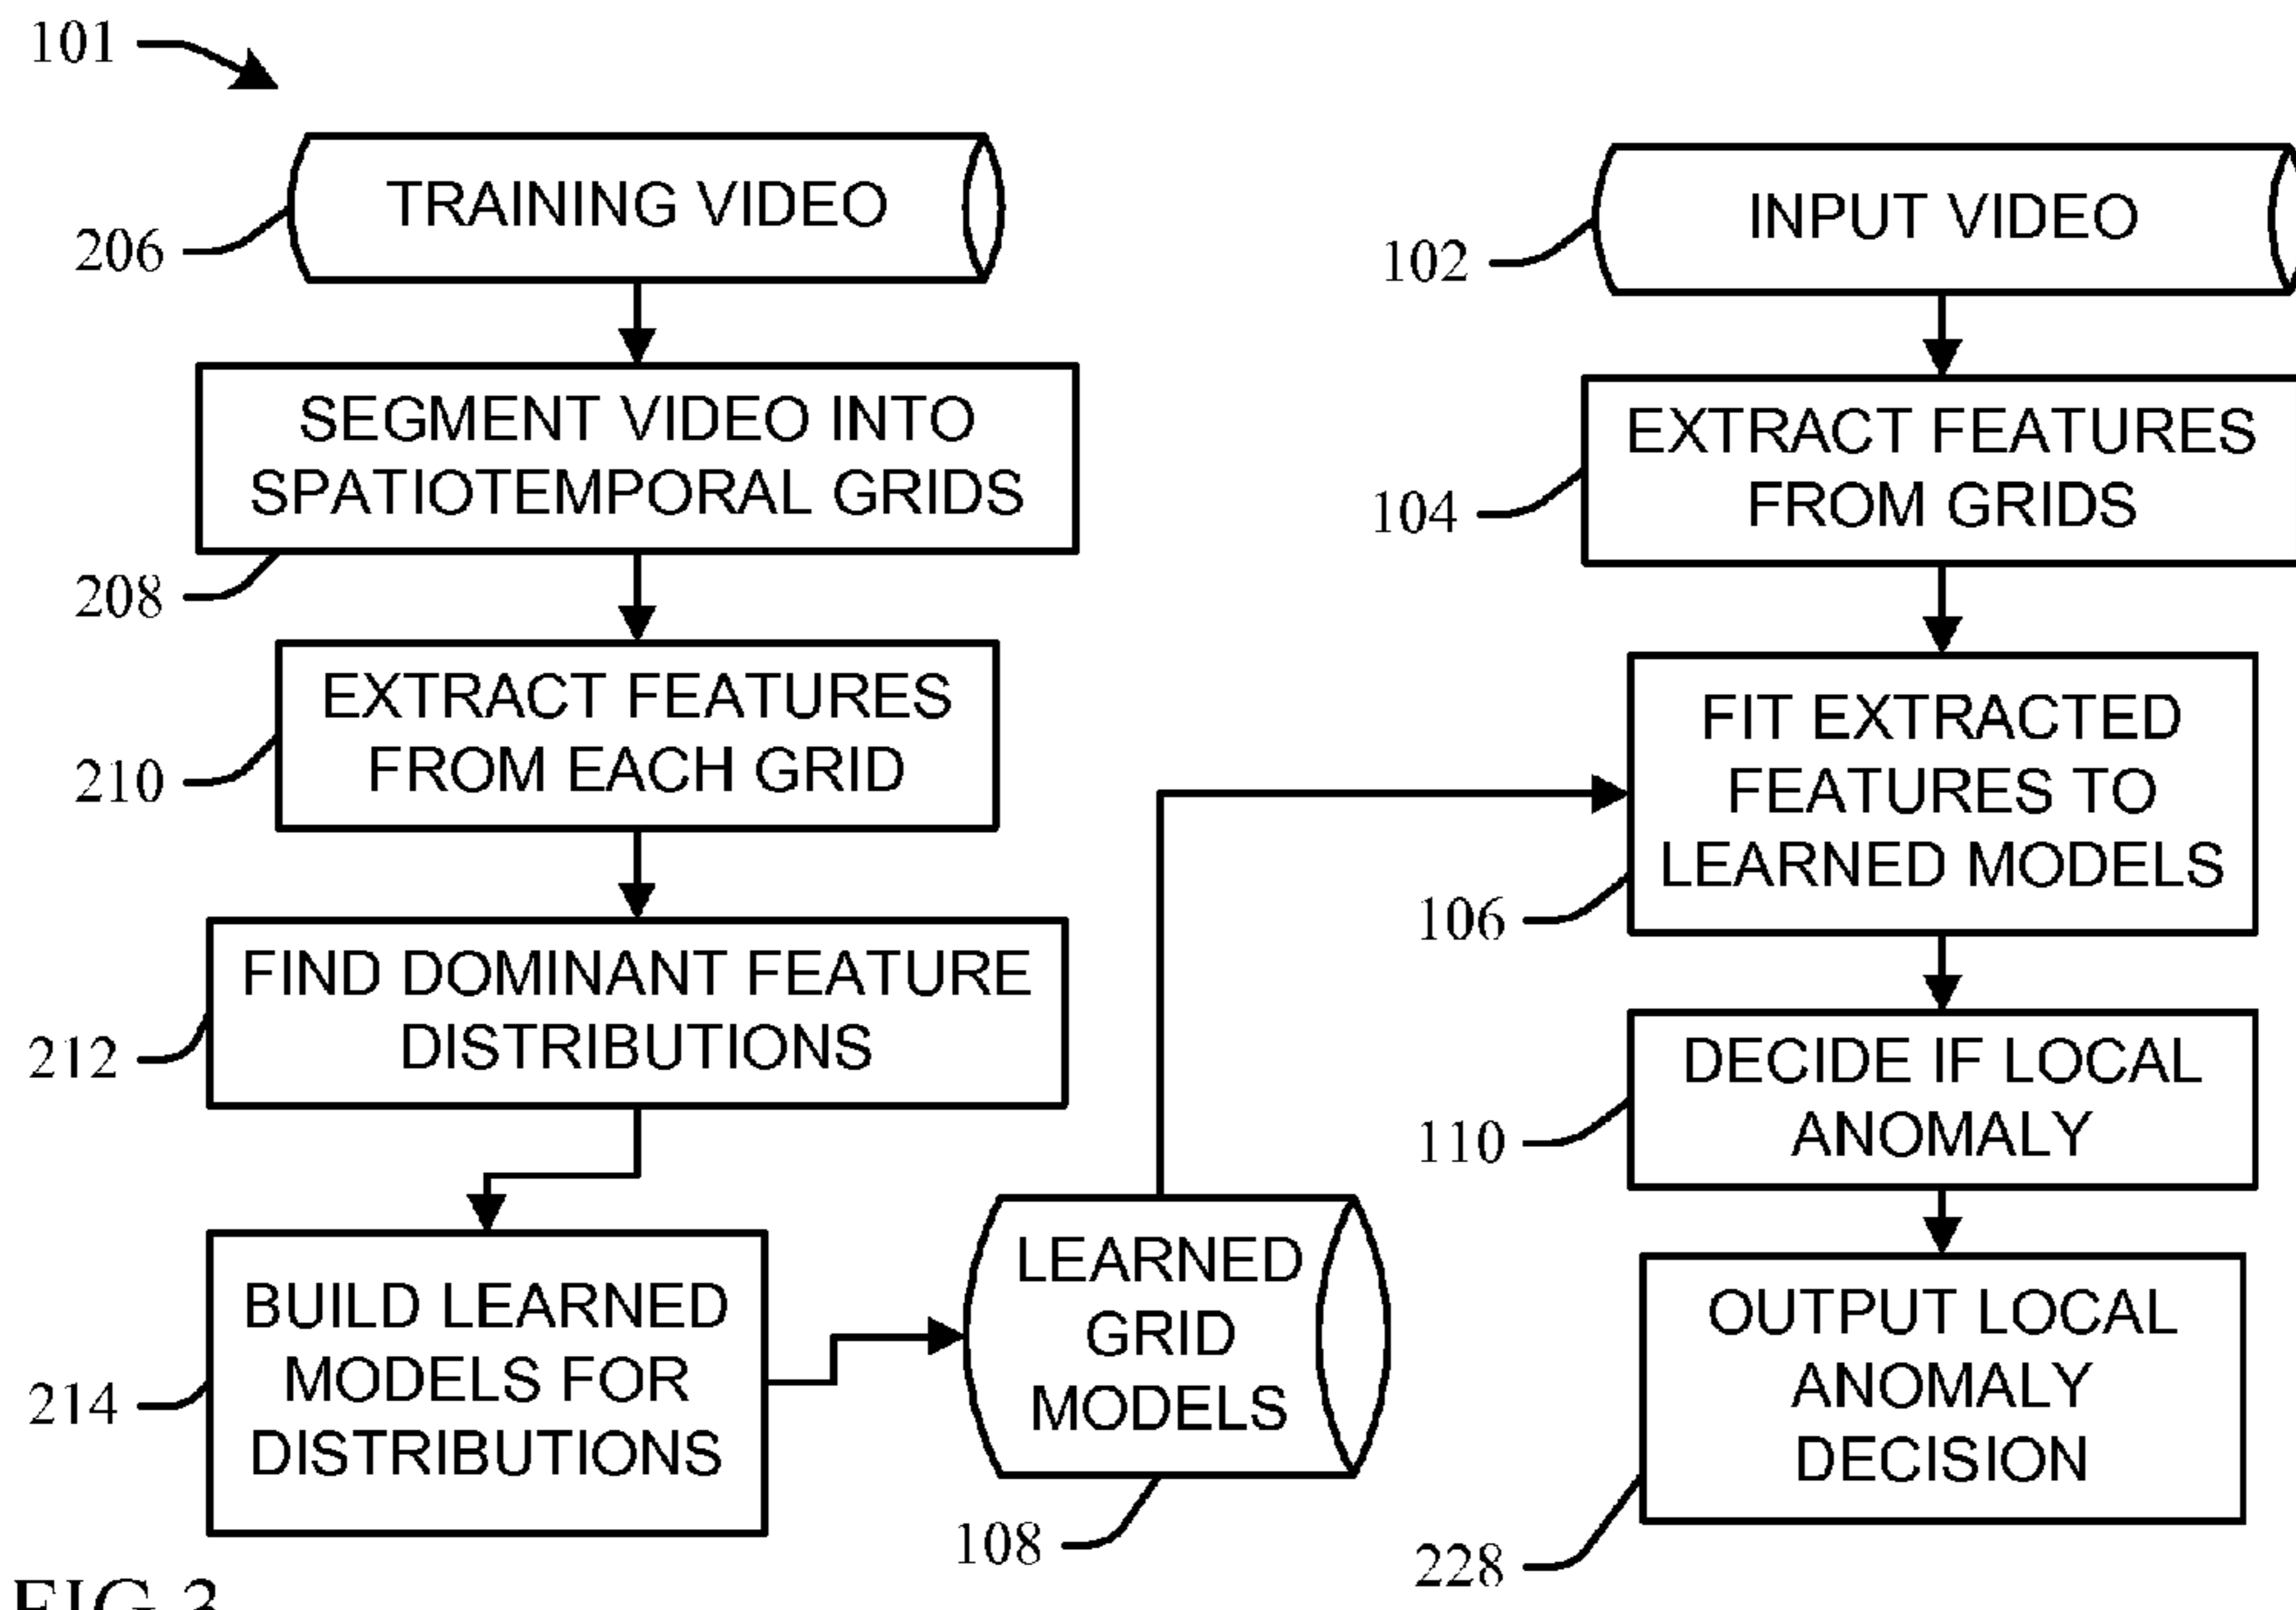 101
TRAINING VIDEO
206
SEGMENT VIDEO INTO
SPATIOTEMPORAL GRIDS
208
EXTRACT FEATURES
FROM EACH GRID
210
FIND DOMINANT FEATURE
DISTRIBUTIONS
212
BUILD LEARNED
MODELS FOR
DISTRIBUTIONS
214
LEARNED
GRID
MODELS
108
INPUT VIDEO
102
EXTRACT FEATURES
FROM GRIDS
104
FIT EXTRACTED
FEATURES TO
LEARNED MODELS
106
DECIDE IF LOCAL
ANOMALY
110
OUTPUT LOCAL
ANOMALY
DECISION
228
FIG 3